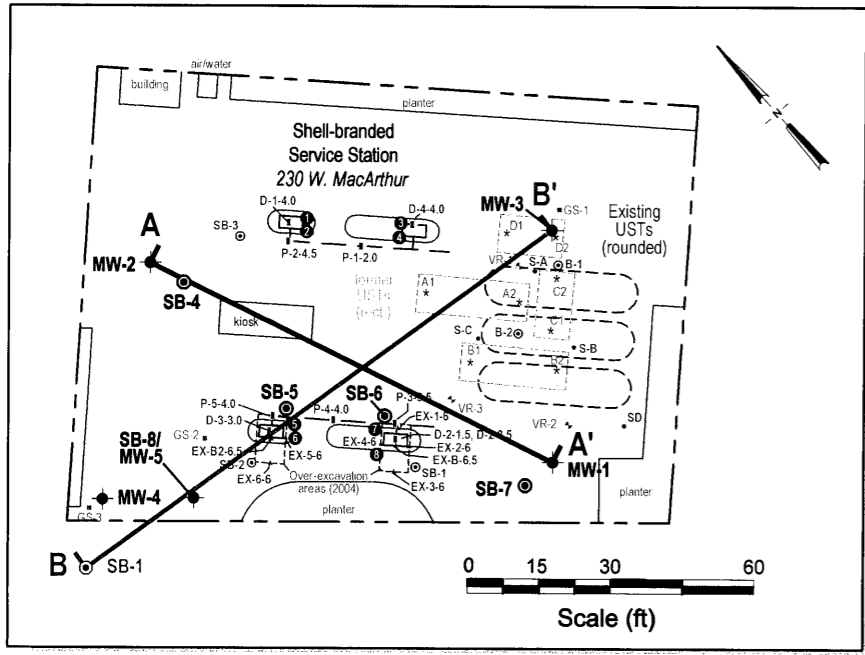 air/water
building
planter
Shell-branded
Service Station
230 W. MacArthur
N
B'
MW-3
GS-1
Existing
USTs
(rounded)
D-1-4.0
D-4-4.0
1
2
3
4
SB-3
P-2-4.5
P-1-2.0
D1
D2
A
MW-2
SB-4
S-A
B-1
A1
A2
C2
C1
kiosk
S-C
B-2
S-B
B1
B2
P-5-4.0
SB-5
P-4-4.0
SB-6
VR-3
VR-2
SD
D-3-3.0
5
6
7
8
EX-1-6
GS-2
SB-8/
MW-5
EX-B2-6.5
EX-5-6
EX-4-6
EX-2-6
EX-B-6.5
SB-2
SB-1
EX-6-6
Over-excavation
areas (2004)
EX-3-6
A'
MW-1
SB-7
planter
MW-4
planter
GS-3
B
SB-1
0 15 30 60
Scale (ft)